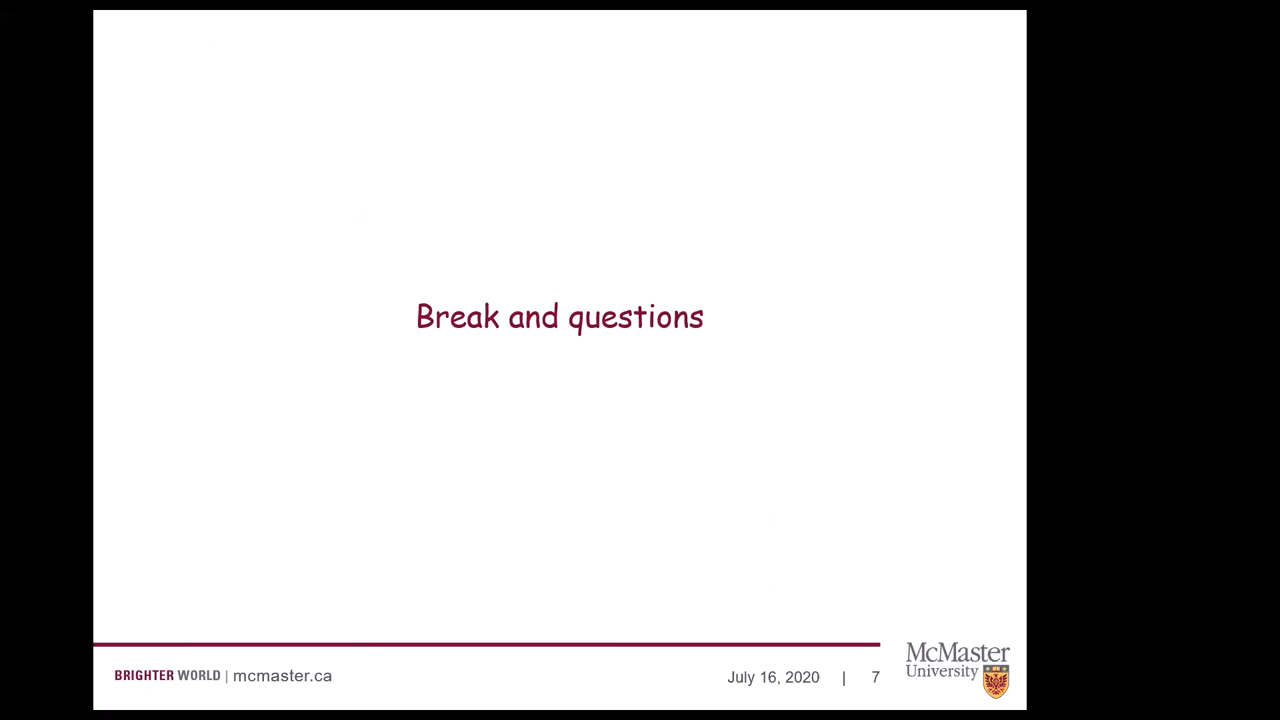 Break and questions
BRIGHTER WORLD | mcmaster.ca
July 16, 2020 | 7
McMaster
University